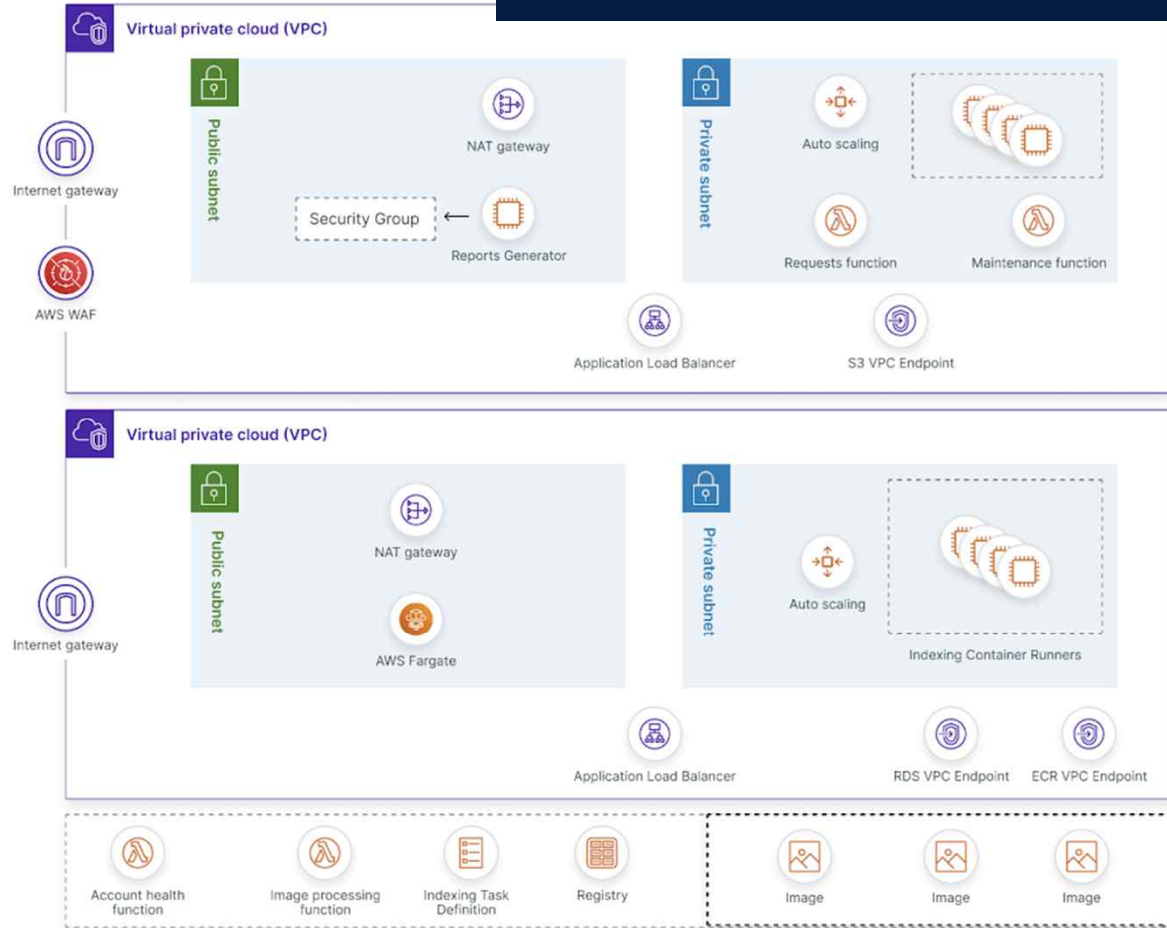 Virtual private cloud (VPC)
Public subnet
NAT gateway
Security Group
Reports Generator
Private subnet
Auto scaling
Requests function
Maintenance function
Internet gateway
AWS WAF
Application Load Balancer
S3 VPC Endpoint
Virtual private cloud (VPC)
Public subnet
NAT gateway
AWS Fargate
Private subnet
Auto scaling
Indexing Container Runners
Internet gateway
Application Load Balancer
RDS VPC Endpoint
ECR VPC Endpoint
Account health
function
Image processing
function
Indexing Task
Definition
Registry
Image
Image
Image